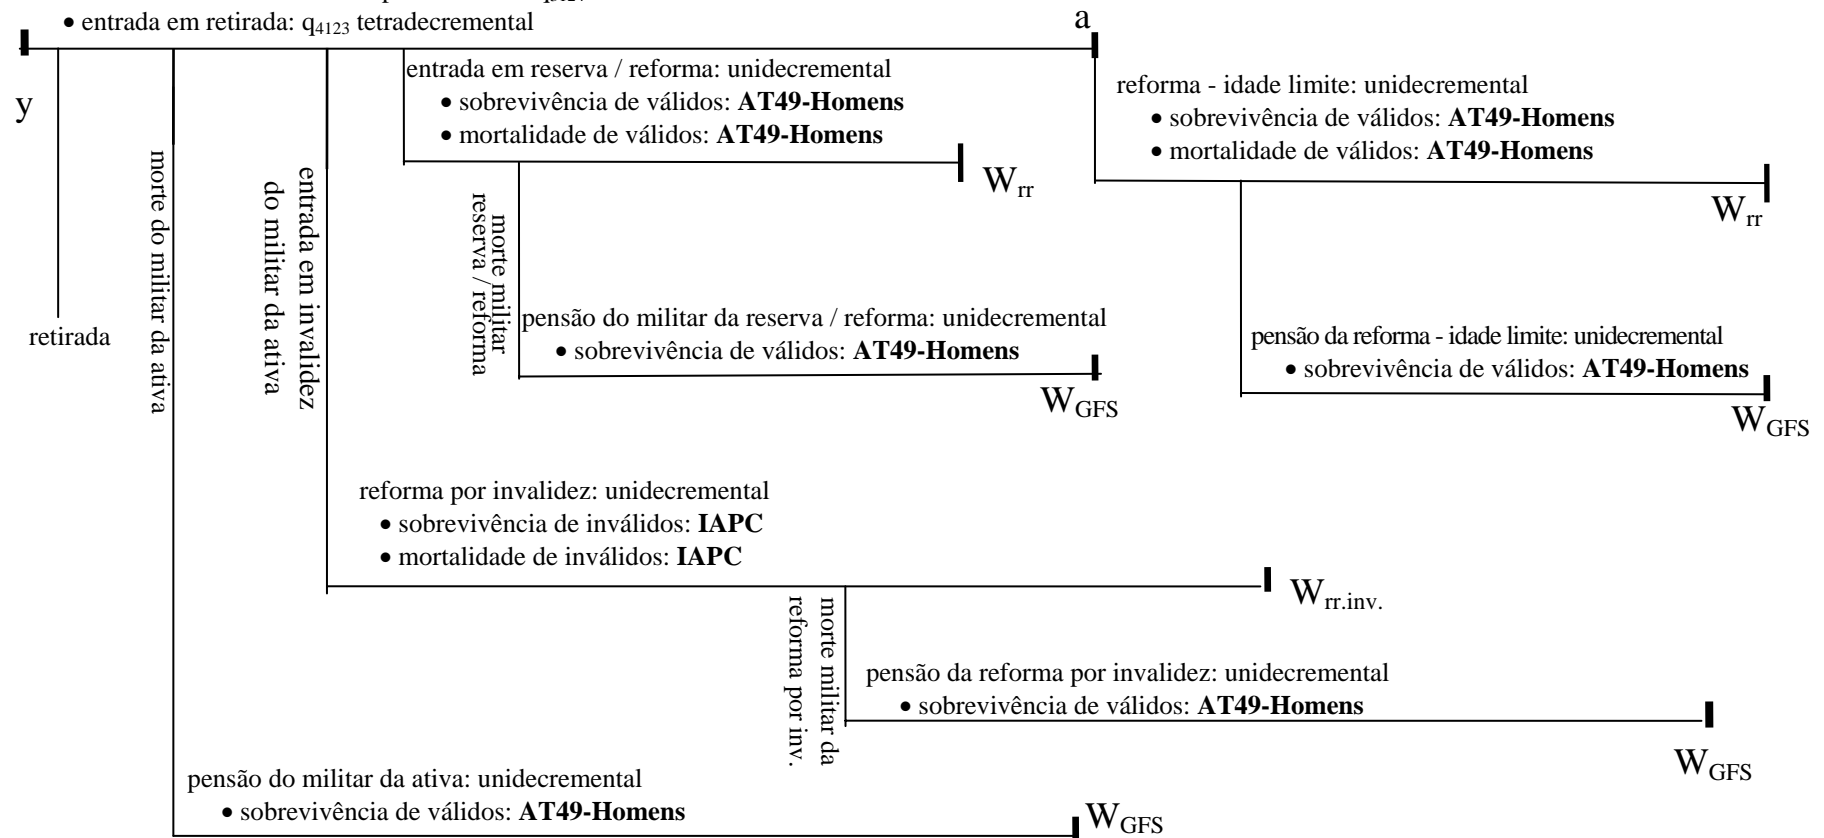 • entrada em retirada: q4123 tetradecremental
a
y
entrada em reserva / reforma: unidecremental
• sobrevivência de válidos: AT49-Homens
• mortalidade de válidos: AT49-Homens
reforma - idade limite: unidecremental
• sobrevivência de válidos: AT49-Homens
• mortalidade de válidos: AT49-Homens
Wrr
Wrr
retirada
morte do militar da ativa
entrada em invalidez
do militar da ativa
morte militar
reserva / reforma
pensão do militar da reserva / reforma: unidecremental
• sobrevivência de válidos: AT49-Homens
WGFS
pensão da reforma - idade limite: unidecremental
• sobrevivência de válidos: AT49-Homens
WGFS
reforma por invalidez: unidecremental
• sobrevivência de inválidos: IAPC
• mortalidade de inválidos: IAPC
Wrr.inv.
morte militar da
reforma por inv.
pensão da reforma por invalidez: unidecremental
• sobrevivência de válidos: AT49-Homens
WGFS
pensão do militar da ativa: unidecremental
• sobrevivência de válidos: AT49-Homens
WGFS